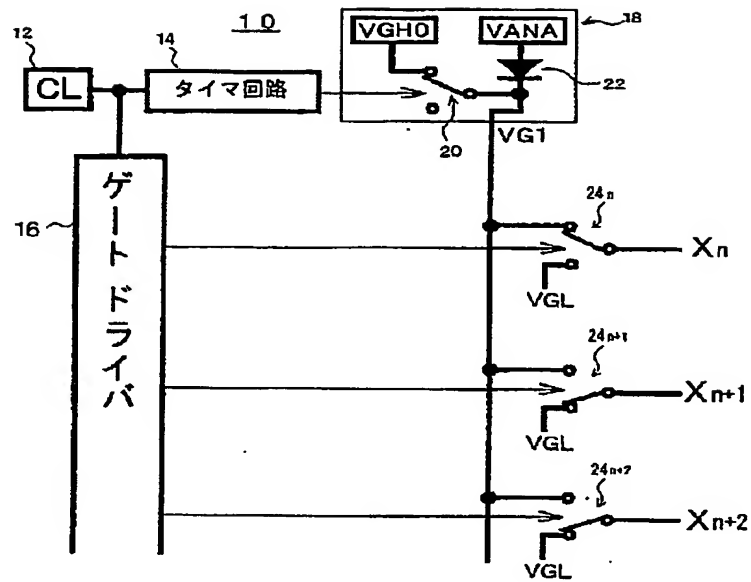 10
18
12
14
VGH0
VANA
CL
タイマ回路
22
20
VG1
16
ゲートドライバ
24n
Xn
VGL
24n+1
Xn+1
VGL
24n+2
Xn+2
VGL